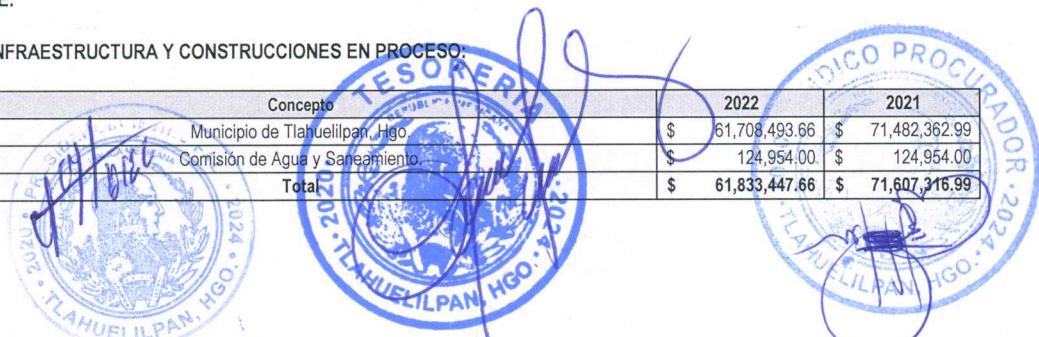 E:
NFRAESTRUCTURA Y CONSTRUCCIONES EN PROCESO:
Concepto 2022 2021
Municipio de Tlahuelilpan, Hgo. $ 61,708,493.66 $ 71,482,362.99
Comisión de Agua y Saneamiento. $ 124,954.00 $ 124,954.00
Total $ 61,833,447.66 $ 71,607,316.99
2020 · TLAHUELILPAN, HGO. · 2024
TESORERIA
2020 · TLAHUELILPAN, HGO. · 2024
DICO PROCURADOR · 2024
TLAHUELILPAN, HGO.